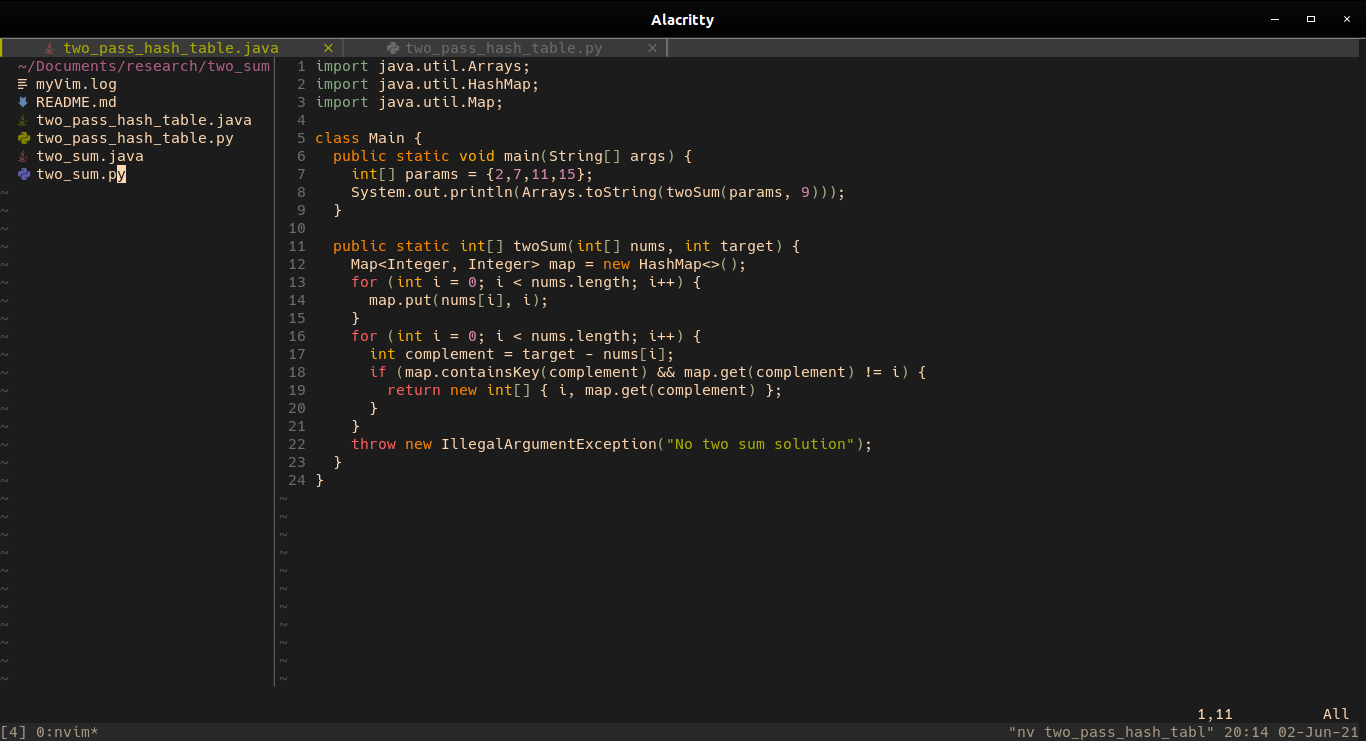 Alacritty
two_pass_hash_table.java × two_pass_hash_table.py ×
~/Documents/research/two_sum
myVim.log
README.md
two_pass_hash_table.java
two_pass_hash_table.py
two_sum.java
two_sum.py
1 import java.util.Arrays;
2 import java.util.HashMap;
3 import java.util.Map;
4
5 class Main {
6   public static void main(String[] args) {
7     int[] params = {2,7,11,15};
8     System.out.println(Arrays.toString(twoSum(params, 9)));
9   }
10
11   public static int[] twoSum(int[] nums, int target) {
12     Map<Integer, Integer> map = new HashMap<>();
13     for (int i = 0; i < nums.length; i++) {
14       map.put(nums[i], i);
15     }
16     for (int i = 0; i < nums.length; i++) {
17       int complement = target - nums[i];
18       if (map.containsKey(complement) && map.get(complement) != i) {
19         return new int[] { i, map.get(complement) };
20       }
21     }
22     throw new IllegalArgumentException("No two sum solution");
23   }
24 }
1,11 All
[4] 0:nvim* "nv two_pass_hash_tabl" 20:14 02-Jun-21